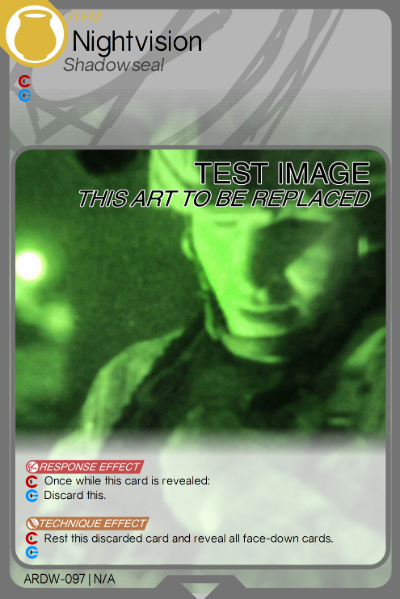 ITEM
Nightvision
Shadowseal
C
C
TEST IMAGE
THIS ART TO BE REPLACED
RESPONSE EFFECT
C Once while this card is revealed:
C Discard this.
TECHNIQUE EFFECT
C Rest this discarded card and reveal all face-down cards.
C
ARDW-097 | N/A